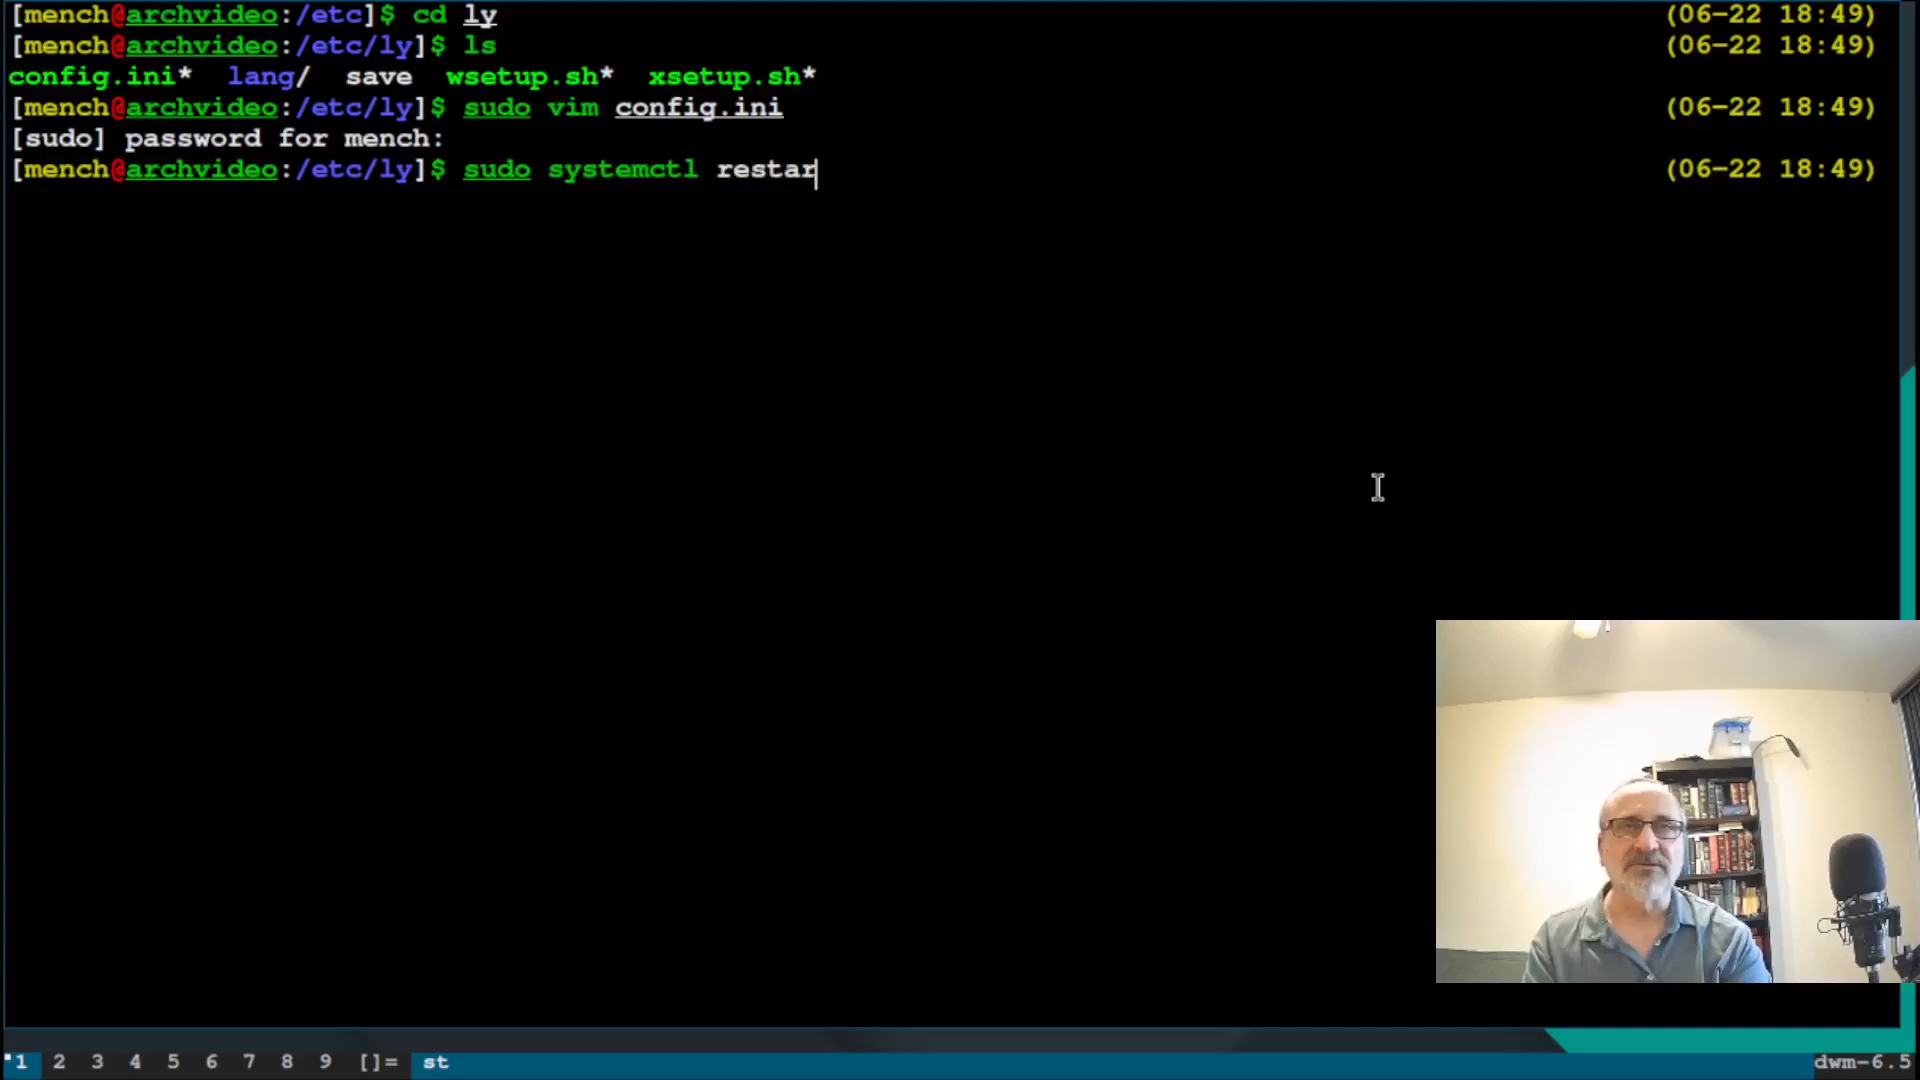 [mench@archvideo:/etc]$ cd ly (06-22 18:49)
[mench@archvideo:/etc/ly]$ ls (06-22 18:49)
config.ini* lang/ save wsetup.sh* xsetup.sh*
[mench@archvideo:/etc/ly]$ sudo vim config.ini (06-22 18:49)
[sudo] password for mench:
[mench@archvideo:/etc/ly]$ sudo systemctl restar (06-22 18:49)
1 2 3 4 5 6 7 8 9 []= st dwm-6.5